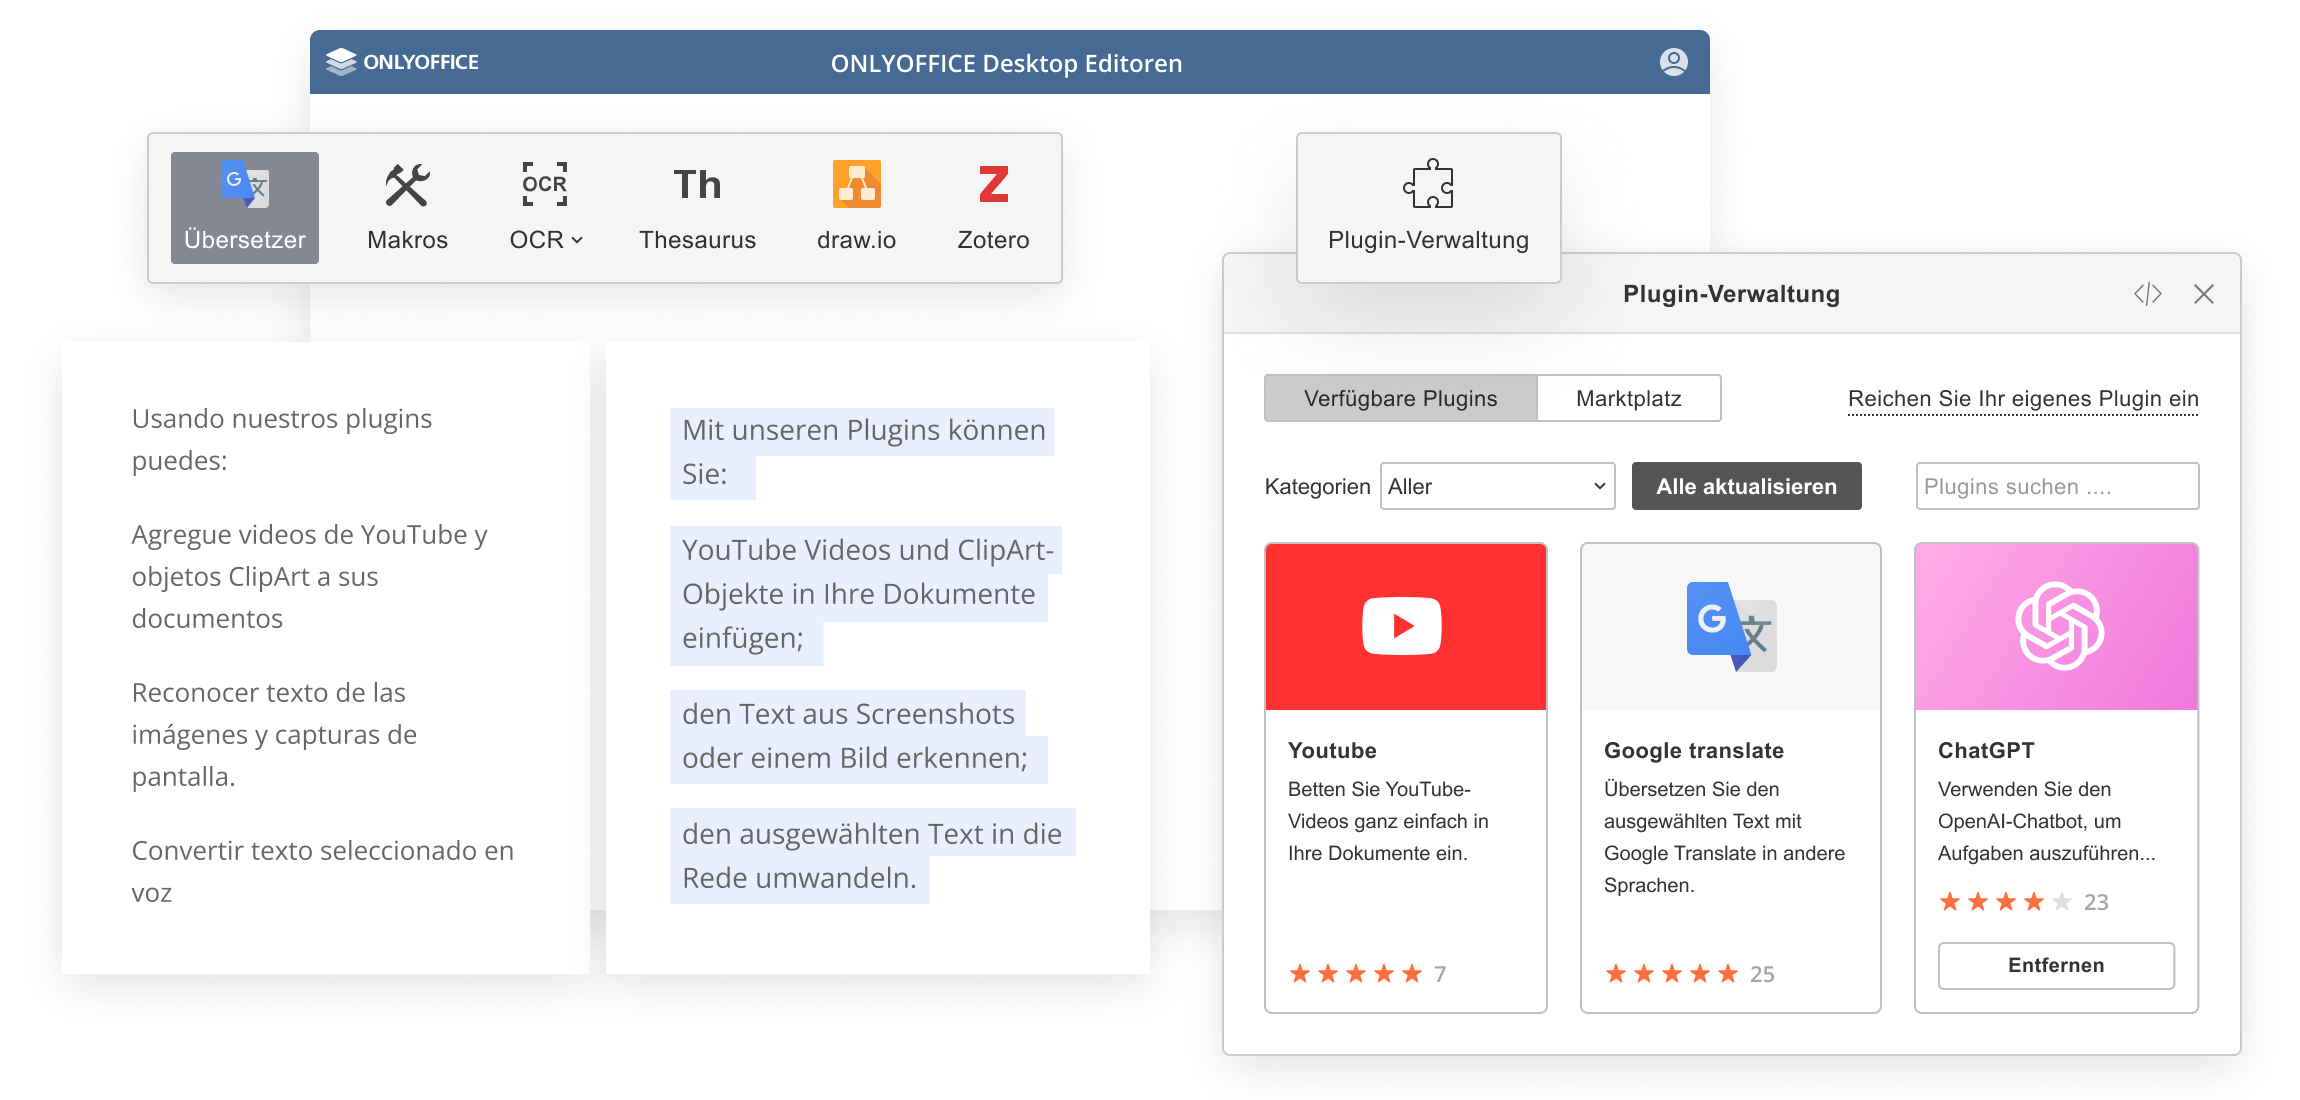 ONLYOFFICE
ONLYOFFICE Desktop Editoren
G 文
Übersetzer
Makros
OCR
OCR
Th
Thesaurus
draw.io
Z
Zotero
Plugin-Verwaltung
Usando nuestros plugins
puedes:
Agregue videos de YouTube y
objetos ClipArt a sus
documentos
Reconocer texto de las
imágenes y capturas de
pantalla.
Convertir texto seleccionado en
voz
Mit unseren Plugins können
Sie:
YouTube Videos und ClipArt-
Objekte in Ihre Dokumente
einfügen;
den Text aus Screenshots
oder einem Bild erkennen;
den ausgewählten Text in die
Rede umwandeln.
Plugin-Verwaltung
Verfügbare Plugins
Marktplatz
Reichen Sie Ihr eigenes Plugin ein
Kategorien
Aller
Alle aktualisieren
Plugins suchen ....
Youtube
Betten Sie YouTube-
Videos ganz einfach in
Ihre Dokumente ein.
7
G 文
Google translate
Übersetzen Sie den
ausgewählten Text mit
Google Translate in andere
Sprachen.
25
ChatGPT
Verwenden Sie den
OpenAI-Chatbot, um
Aufgaben auszuführen...
23
Entfernen